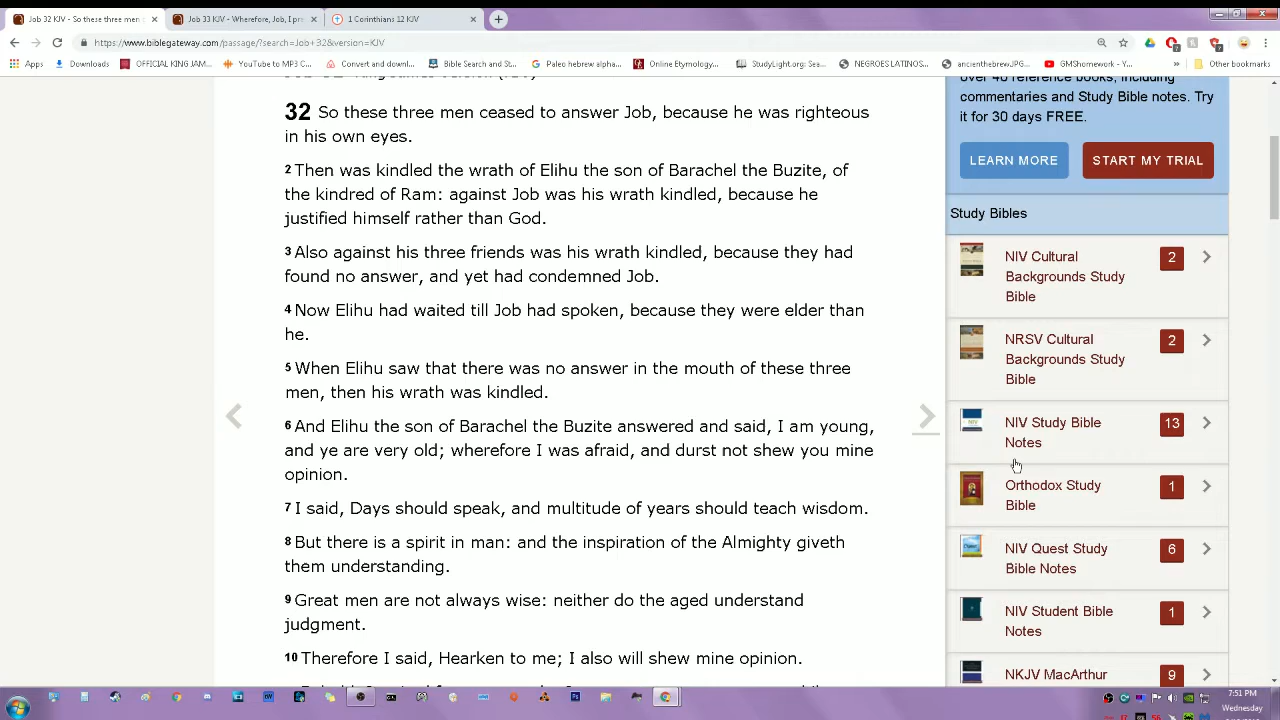 Job 32 KJV - So these three men
Job 33 KJV - Wherefore, Job, I pr
1 Corinthians 12 KJV
https://www.biblegateway.com/passage/?search=Job+32&version=KJV
Apps
Downloads
OFFICIAL KING JAM...
YouTube to MP3 C...
Convert and downl...
Bible Search and St...
Paleo hebrew alpha...
Online Etymology...
StudyLight.org: Sea...
NEGROES LATINOS...
ancienthebrewJPG...
GMShomework - Y...
»
Other bookmarks
32 So these three men ceased to answer Job, because he was righteous
in his own eyes.
2 Then was kindled the wrath of Elihu the son of Barachel the Buzite, of
the kindred of Ram: against Job was his wrath kindled, because he
justified himself rather than God.
3 Also against his three friends was his wrath kindled, because they had
found no answer, and yet had condemned Job.
4 Now Elihu had waited till Job had spoken, because they were elder than
he.
5 When Elihu saw that there was no answer in the mouth of these three
men, then his wrath was kindled.
6 And Elihu the son of Barachel the Buzite answered and said, I am young,
and ye are very old; wherefore I was afraid, and durst not shew you mine
opinion.
7 I said, Days should speak, and multitude of years should teach wisdom.
8 But there is a spirit in man: and the inspiration of the Almighty giveth
them understanding.
9 Great men are not always wise: neither do the aged understand
judgment.
10 Therefore I said, Hearken to me; I also will shew mine opinion.
over 40 reference books, including
commentaries and Study Bible notes. Try
it for 30 days FREE.
LEARN MORE
START MY TRIAL
Study Bibles
NIV Cultural
Backgrounds Study
Bible
2
NRSV Cultural
Backgrounds Study
Bible
2
NIV Study Bible
Notes
13
Orthodox Study
Bible
1
NIV Quest Study
Bible Notes
6
NIV Student Bible
Notes
1
NKJV MacArthur
9
7:51 PM
Wednesday